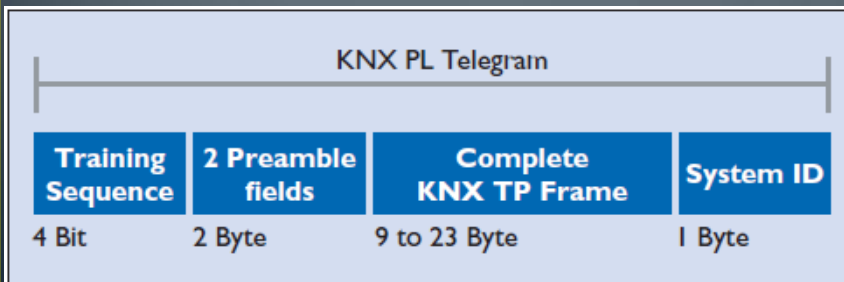 KNX PL Telegram
Training
Sequence
2 Preamble
fields
Complete
KNX TP Frame
System ID
4 Bit
2 Byte
9 to 23 Byte
1 Byte